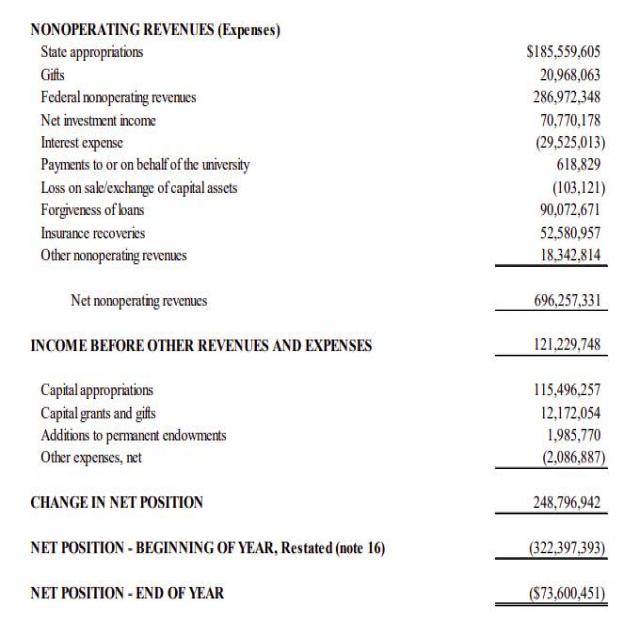 NONOPERATING REVENUES (Expenses)
State appropriations $185,559,605
Gifts 20,968,063
Federal nonoperating revenues 286,972,348
Net investment income 70,770,178
Interest expense (29,525,013)
Payments to or on behalf of the university 618,829
Loss on sale/exchange of capital assets (103,121)
Forgiveness of loans 90,072,671
Insurance recoveries 52,580,957
Other nonoperating revenues 18,342,814
Net nonoperating revenues 696,257,331
INCOME BEFORE OTHER REVENUES AND EXPENSES 121,229,748
Capital appropriations 115,496,257
Capital grants and gifts 12,172,054
Additions to permanent endowments 1,985,770
Other expenses, net (2,086,887)
CHANGE IN NET POSITION 248,796,942
NET POSITION - BEGINNING OF YEAR, Restated (note 16) (322,397,393)
NET POSITION - END OF YEAR ($73,600,451)